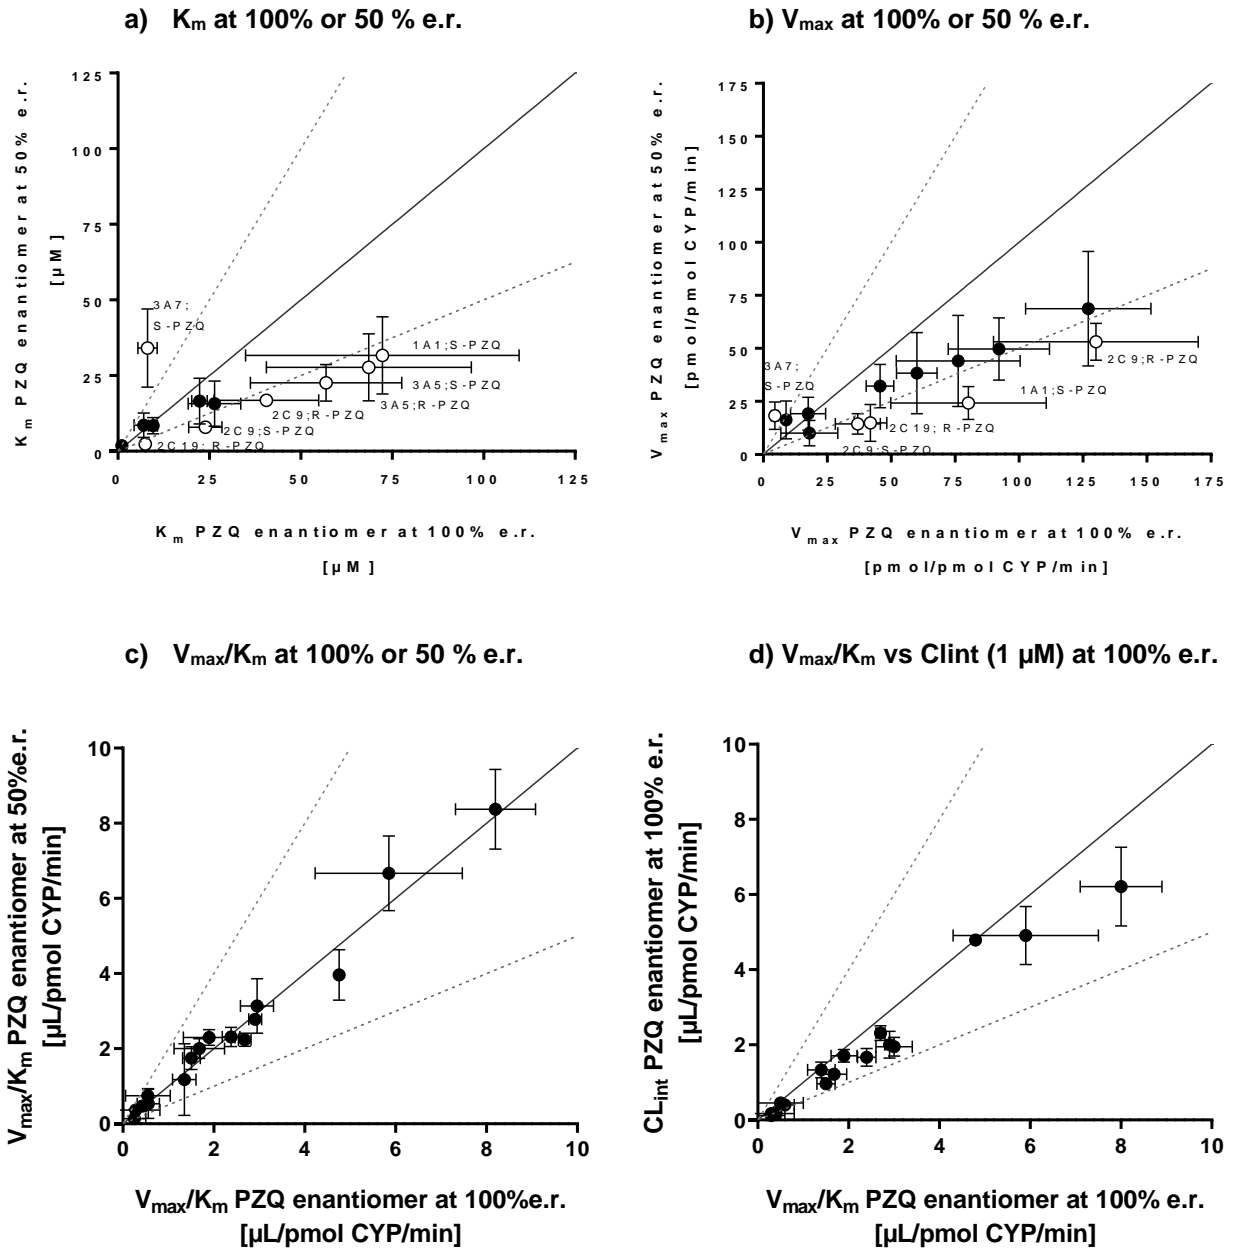 a) Km at 100% or 50 % e.r.
Km PZQ enantiomer at 50% e.r.
[µM]
125
100
75
50
25
0
3A7;
S-PZQ
1A1;S-PZQ
3A5;S-PZQ
3A5;R-PZQ
2C9;R-PZQ
2C9;S-PZQ
2C19; R-PZQ
0 25 50 75 100 125
Km PZQ enantiomer at 100% e.r.
[µM]
b) Vmax at 100% or 50 % e.r.
Vmax PZQ enantiomer at 50% e.r.
[pmol/pmol CYP/min]
175
150
125
100
75
50
25
0
3A7;
S-PZQ
2C9;R-PZQ
1A1;S-PZQ
2C19; R-PZQ
2C9;S-PZQ
0 25 50 75 100 125 150 175
Vmax PZQ enantiomer at 100% e.r.
[pmol/pmol CYP/min]
c) Vmax/Km at 100% or 50 % e.r.
Vmax/Km PZQ enantiomer at 50%e.r.
[µL/pmol CYP/min]
10
8
6
4
2
0
0 2 4 6 8 10
Vmax/Km PZQ enantiomer at 100%e.r.
[µL/pmol CYP/min]
d) Vmax/Km vs Clint (1 µM) at 100% e.r.
CLint PZQ enantiomer at 100% e.r.
[µL/pmol CYP/min]
10
8
6
4
2
0
0 2 4 6 8 10
Vmax/Km PZQ enantiomer at 100% e.r.
[µL/pmol CYP/min]